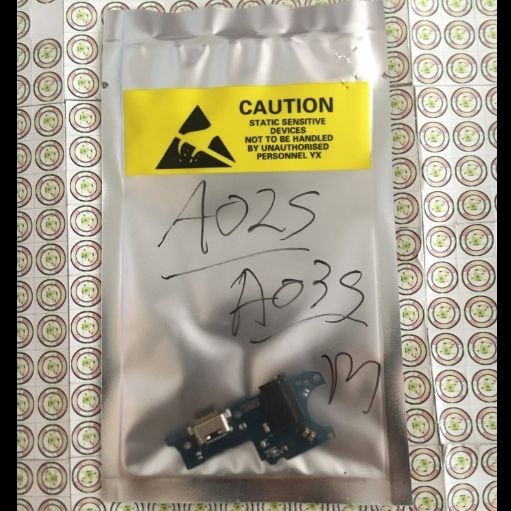 CAUTION
STATIC SENSITIVE
DEVICES
NOT TO BE HANDLED
BY UNAUTHORISED
PERSONNEL YX
A02S
A03S